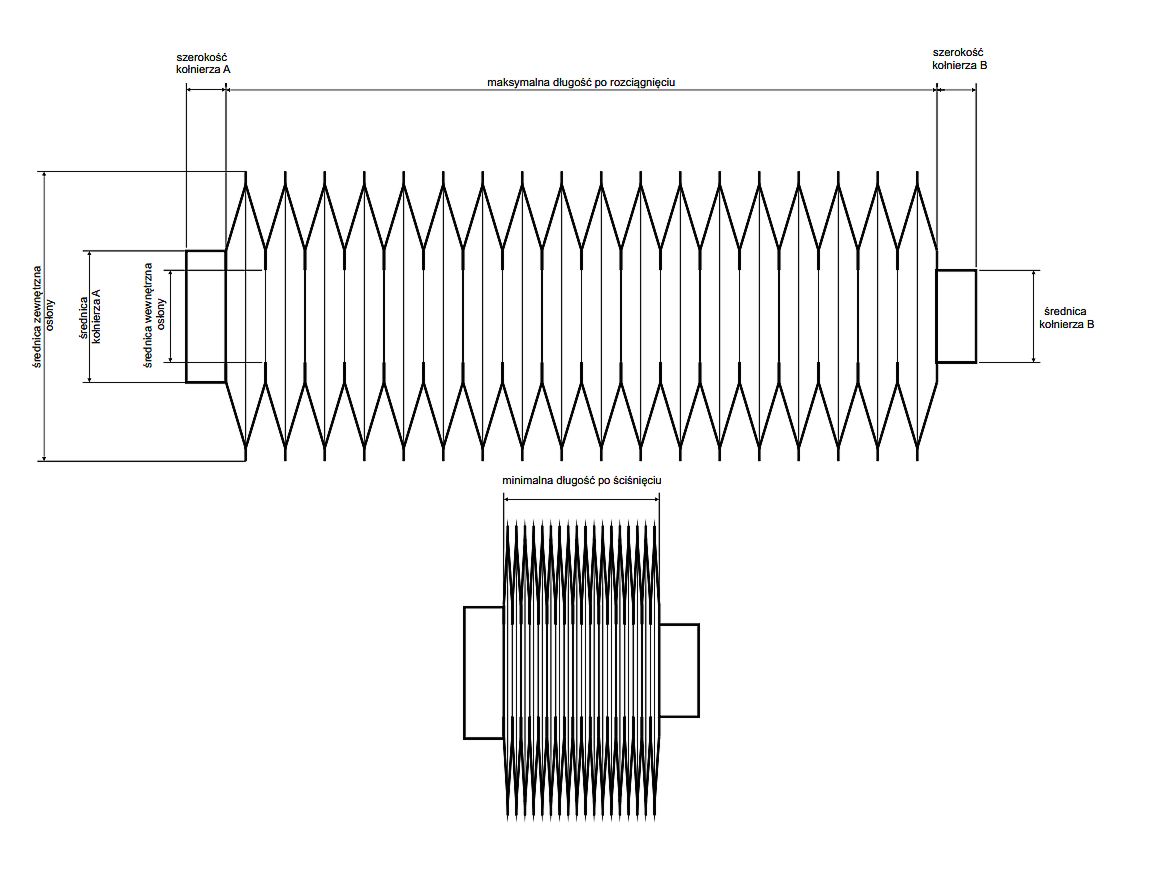 szerokość
kołnierza A
maksymalna długość po rozciągnięciu
szerokość
kołnierza B
średnica zewnętrzna
osłony
średnica
kołnierza A
średnica wewnętrzna
osłony
średnica
kołnierza B
minimalna długość po ściśnięciu